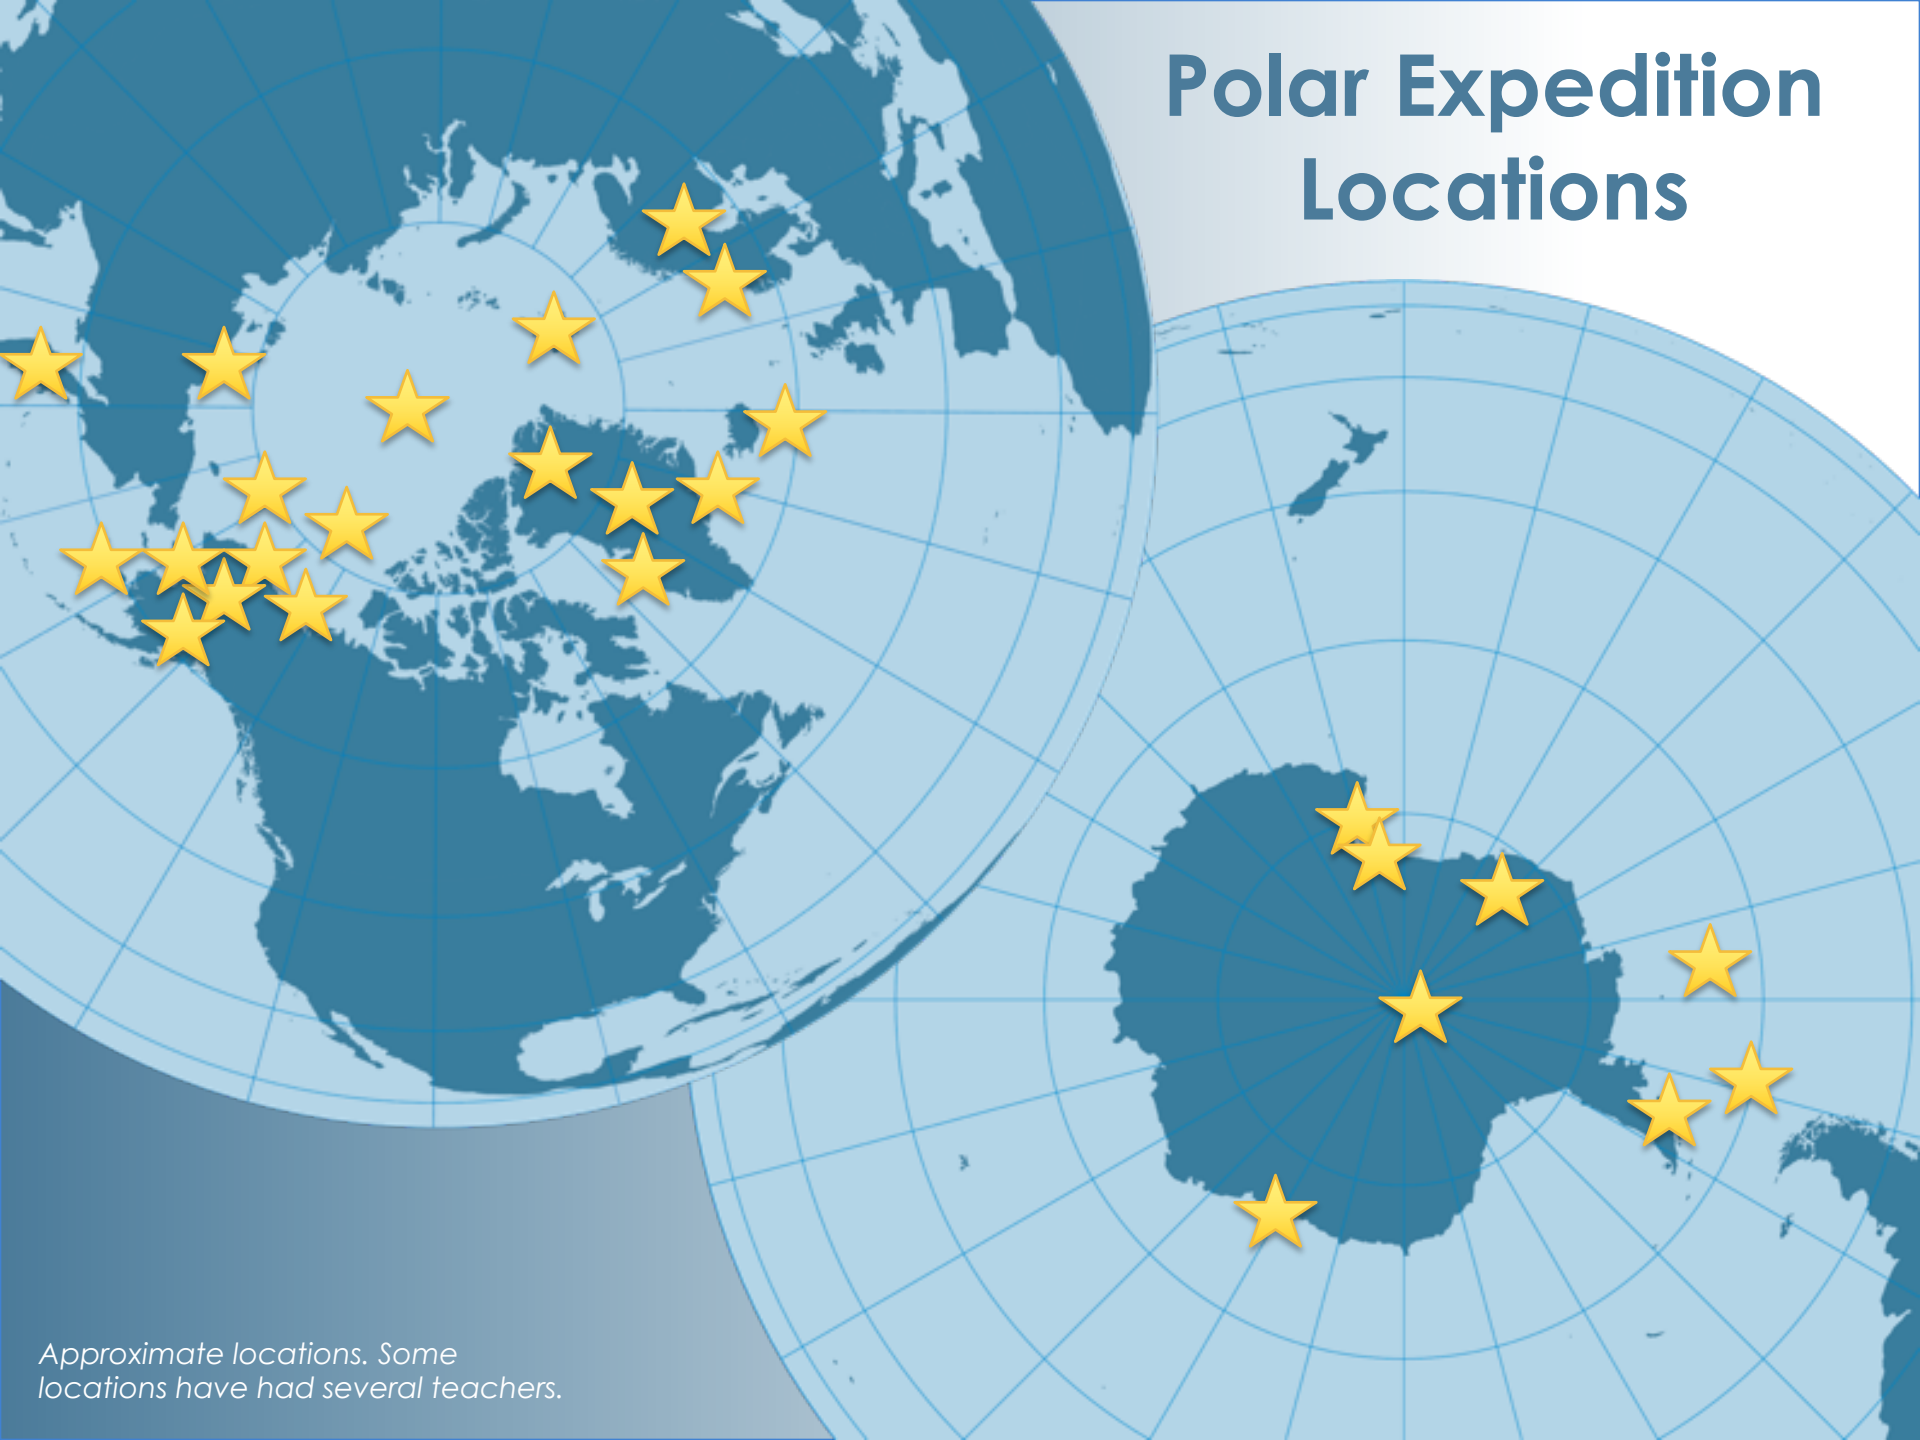 Polar Expedition
Locations
Approximate locations. Some
locations have had several teachers.